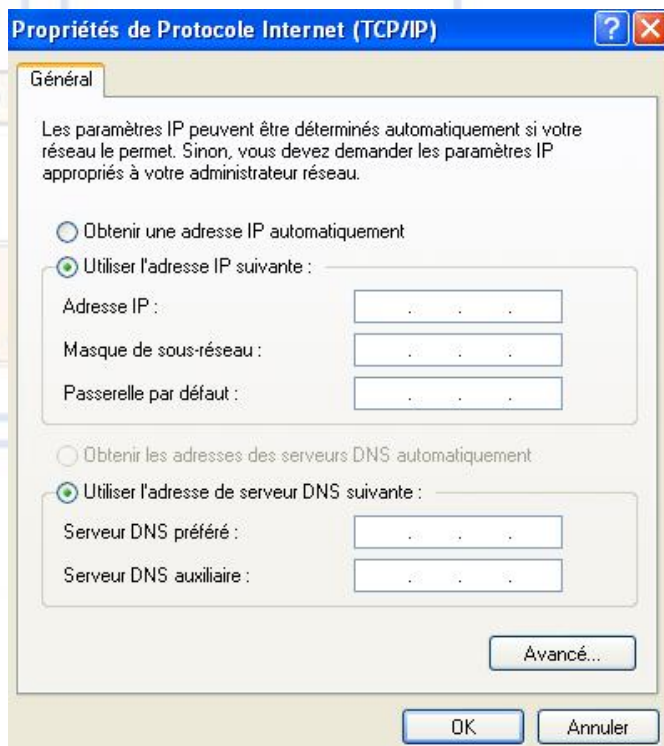 Propriétés de Protocole Internet (TCP/IP)
Général
Les paramètres IP peuvent être déterminés automatiquement si votre
réseau le permet. Sinon, vous devez demander les paramètres IP
appropriés à votre administrateur réseau.
Obtenir une adresse IP automatiquement
Utiliser l'adresse IP suivante :
Adresse IP :
Masque de sous-réseau :
Passerelle par défaut :
Obtenir les adresses des serveurs DNS automatiquement
Utiliser l'adresse de serveur DNS suivante :
Serveur DNS préféré :
Serveur DNS auxiliaire :
Avancé...
OK
Annuler